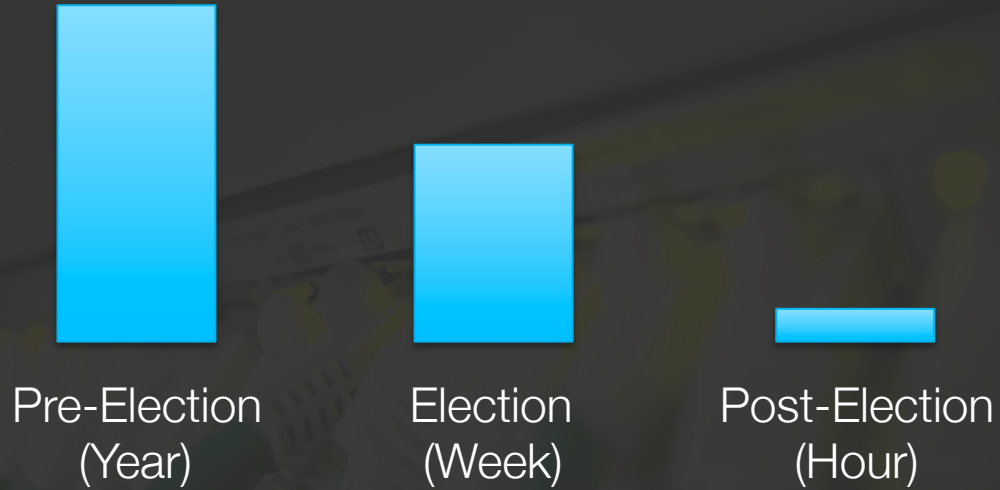 Pre-Election
(Year)
Election
(Week)
Post-Election
(Hour)